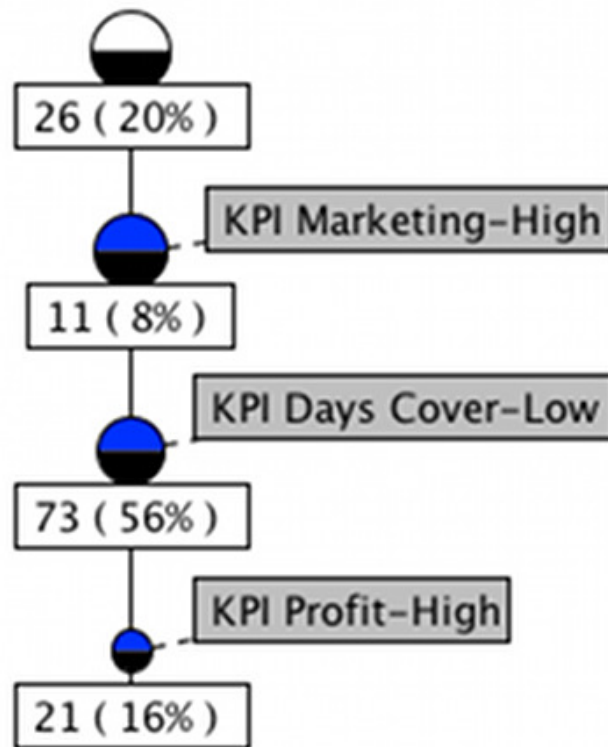 26 ( 20% )
KPI Marketing-High
11 ( 8% )
KPI Days Cover-Low
73 ( 56% )
KPI Profit-High
21 ( 16% )